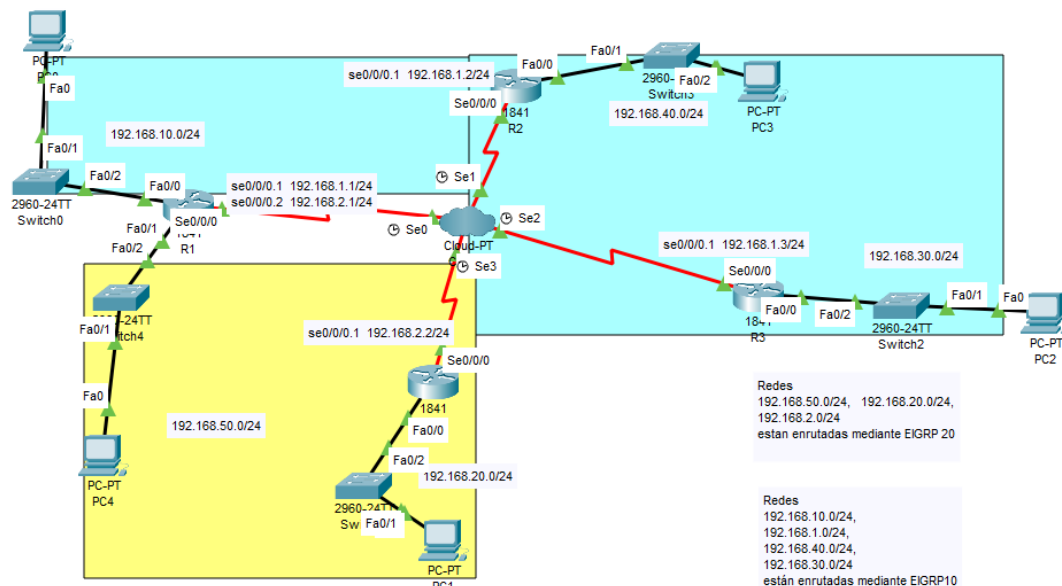 PC-PT
Fa0
Fa0/1
192.168.10.0/24
Fa0/2
Fa0/0
2960-24TT
Switch0
se0/0/0.1 192.168.1.1/24
se0/0/0.2 192.168.2.1/24
Se0/0/0
Fa0/1
R1
Fa0/2
se0/0/0.1 192.168.1.2/24
Fa0/0
Fa0/1
2960-
Switch3
Fa0/2
Se0/0/0
1841
R2
192.168.40.0/24
PC-PT
PC3
Se1
Se0
Se2
Cloud-PT
Se3
se0/0/0.1 192.168.1.3/24
192.168.30.0/24
Se0/0/0
Fa0/0
R3
Fa0/2
2960-24TT
Switch2
Fa0/1
Fa0
PC-PT
PC2
-24TT
Fa0/1
Fa0
192.168.50.0/24
PC-PT
PC4
se0/0/0.1 192.168.2.2/24
Se0/0/0
1841
Fa0/0
Fa0/2
192.168.20.0/24
2960-24TT
Fa0/1
PC-PT
PC1
Redes
192.168.50.0/24, 192.168.20.0/24,
192.168.2.0/24
estan enrutadas mediante EIGRP 20
Redes
192.168.10.0/24,
192.168.1.0/24,
192.168.40.0/24,
192.168.30.0/24
están enrutadas mediante EIGRP10